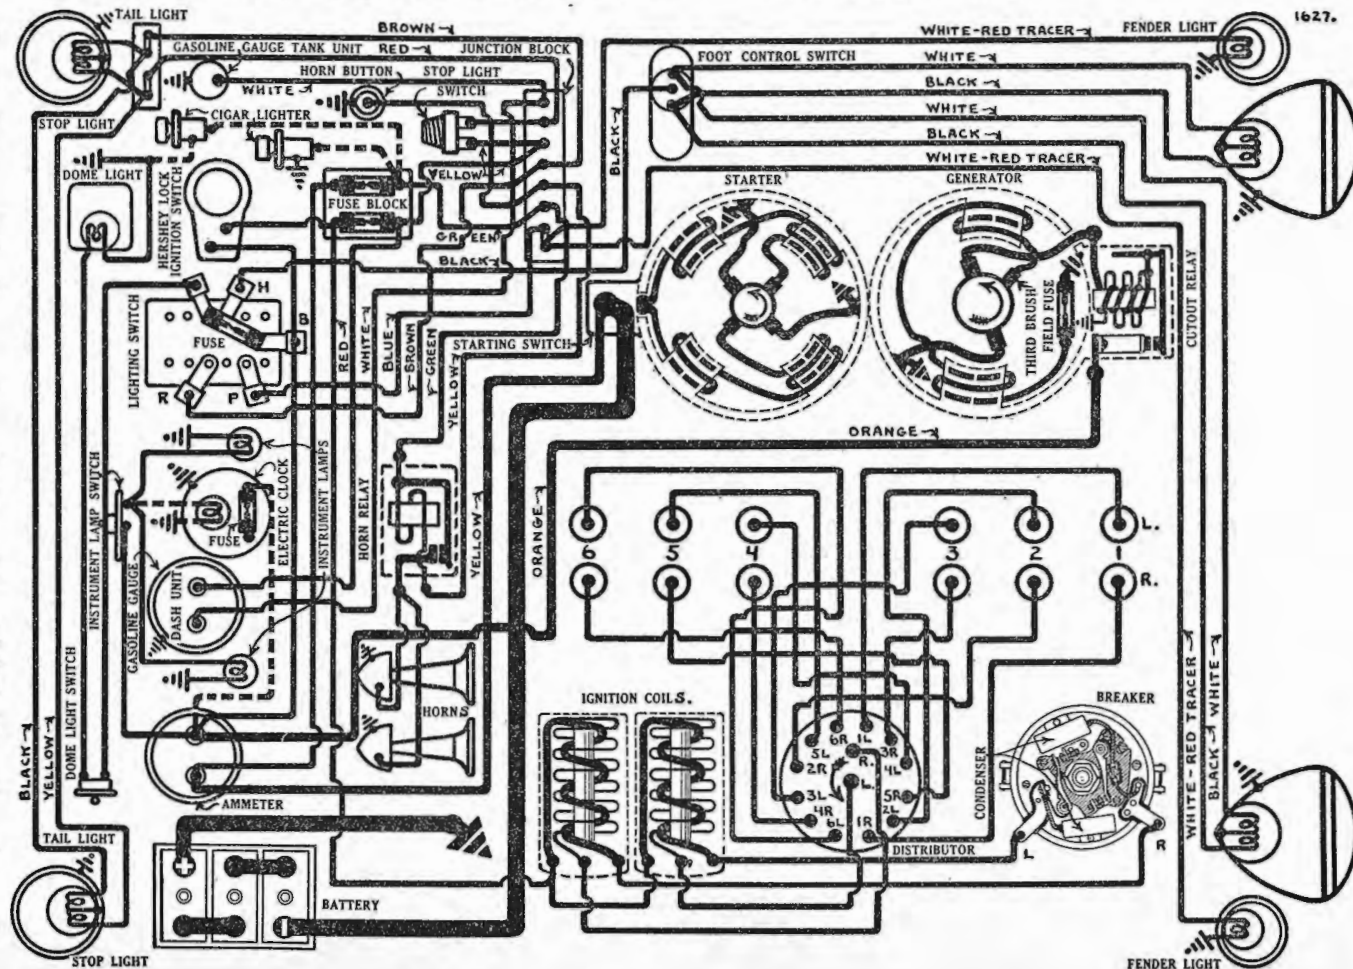 TAIL LIGHT
BROWN
WHITE-RED TRACER
FENDER LIGHT
1627.
GASOLINE GAUGE TANK UNIT
RED
JUNCTION BLOCK
FOOT CONTROL SWITCH
WHITE
HORN BUTTON
STOP LIGHT
SWITCH
WHITE
BLACK
STOP LIGHT
CIGAR LIGHTER
WHITE
BLACK
BLACK
DOME LIGHT
YELLOW
WHITE-RED TRACER
STARTER
GENERATOR
HERSHEY LOCK
IGNITION SWITCH
FUSE BLOCK
GREEN
BLACK
H
B
FUSE
LIGHTING SWITCH
R
P
RED
WHITE
BLUE
BROWN
GREEN
YELLOW
STARTING SWITCH
THIRD BRUSH
FIELD FUSE
CUTOUT RELAY
ORANGE
INSTRUMENT LAMP SWITCH
FUSE
ELECTRIC CLOCK
INSTRUMENT LAMPS
HORN RELAY
YELLOW
ORANGE
6
5
4
3
2
1
L.
R.
GASOLINE GAUGE
DASH UNIT
DOME LIGHT SWITCH
HORNS
IGNITION COILS.
BREAKER
BLACK
YELLOW
AMMETER
6R
1L
5L
3R
R.
2R
4L
L.
3L
5R
4R
2L
6L
1R
DISTRIBUTOR
CONDENSER
L
R
WHITE-RED TRACER
BLACK
WHITE
TAIL LIGHT
BATTERY
STOP LIGHT
FENDER LIGHT